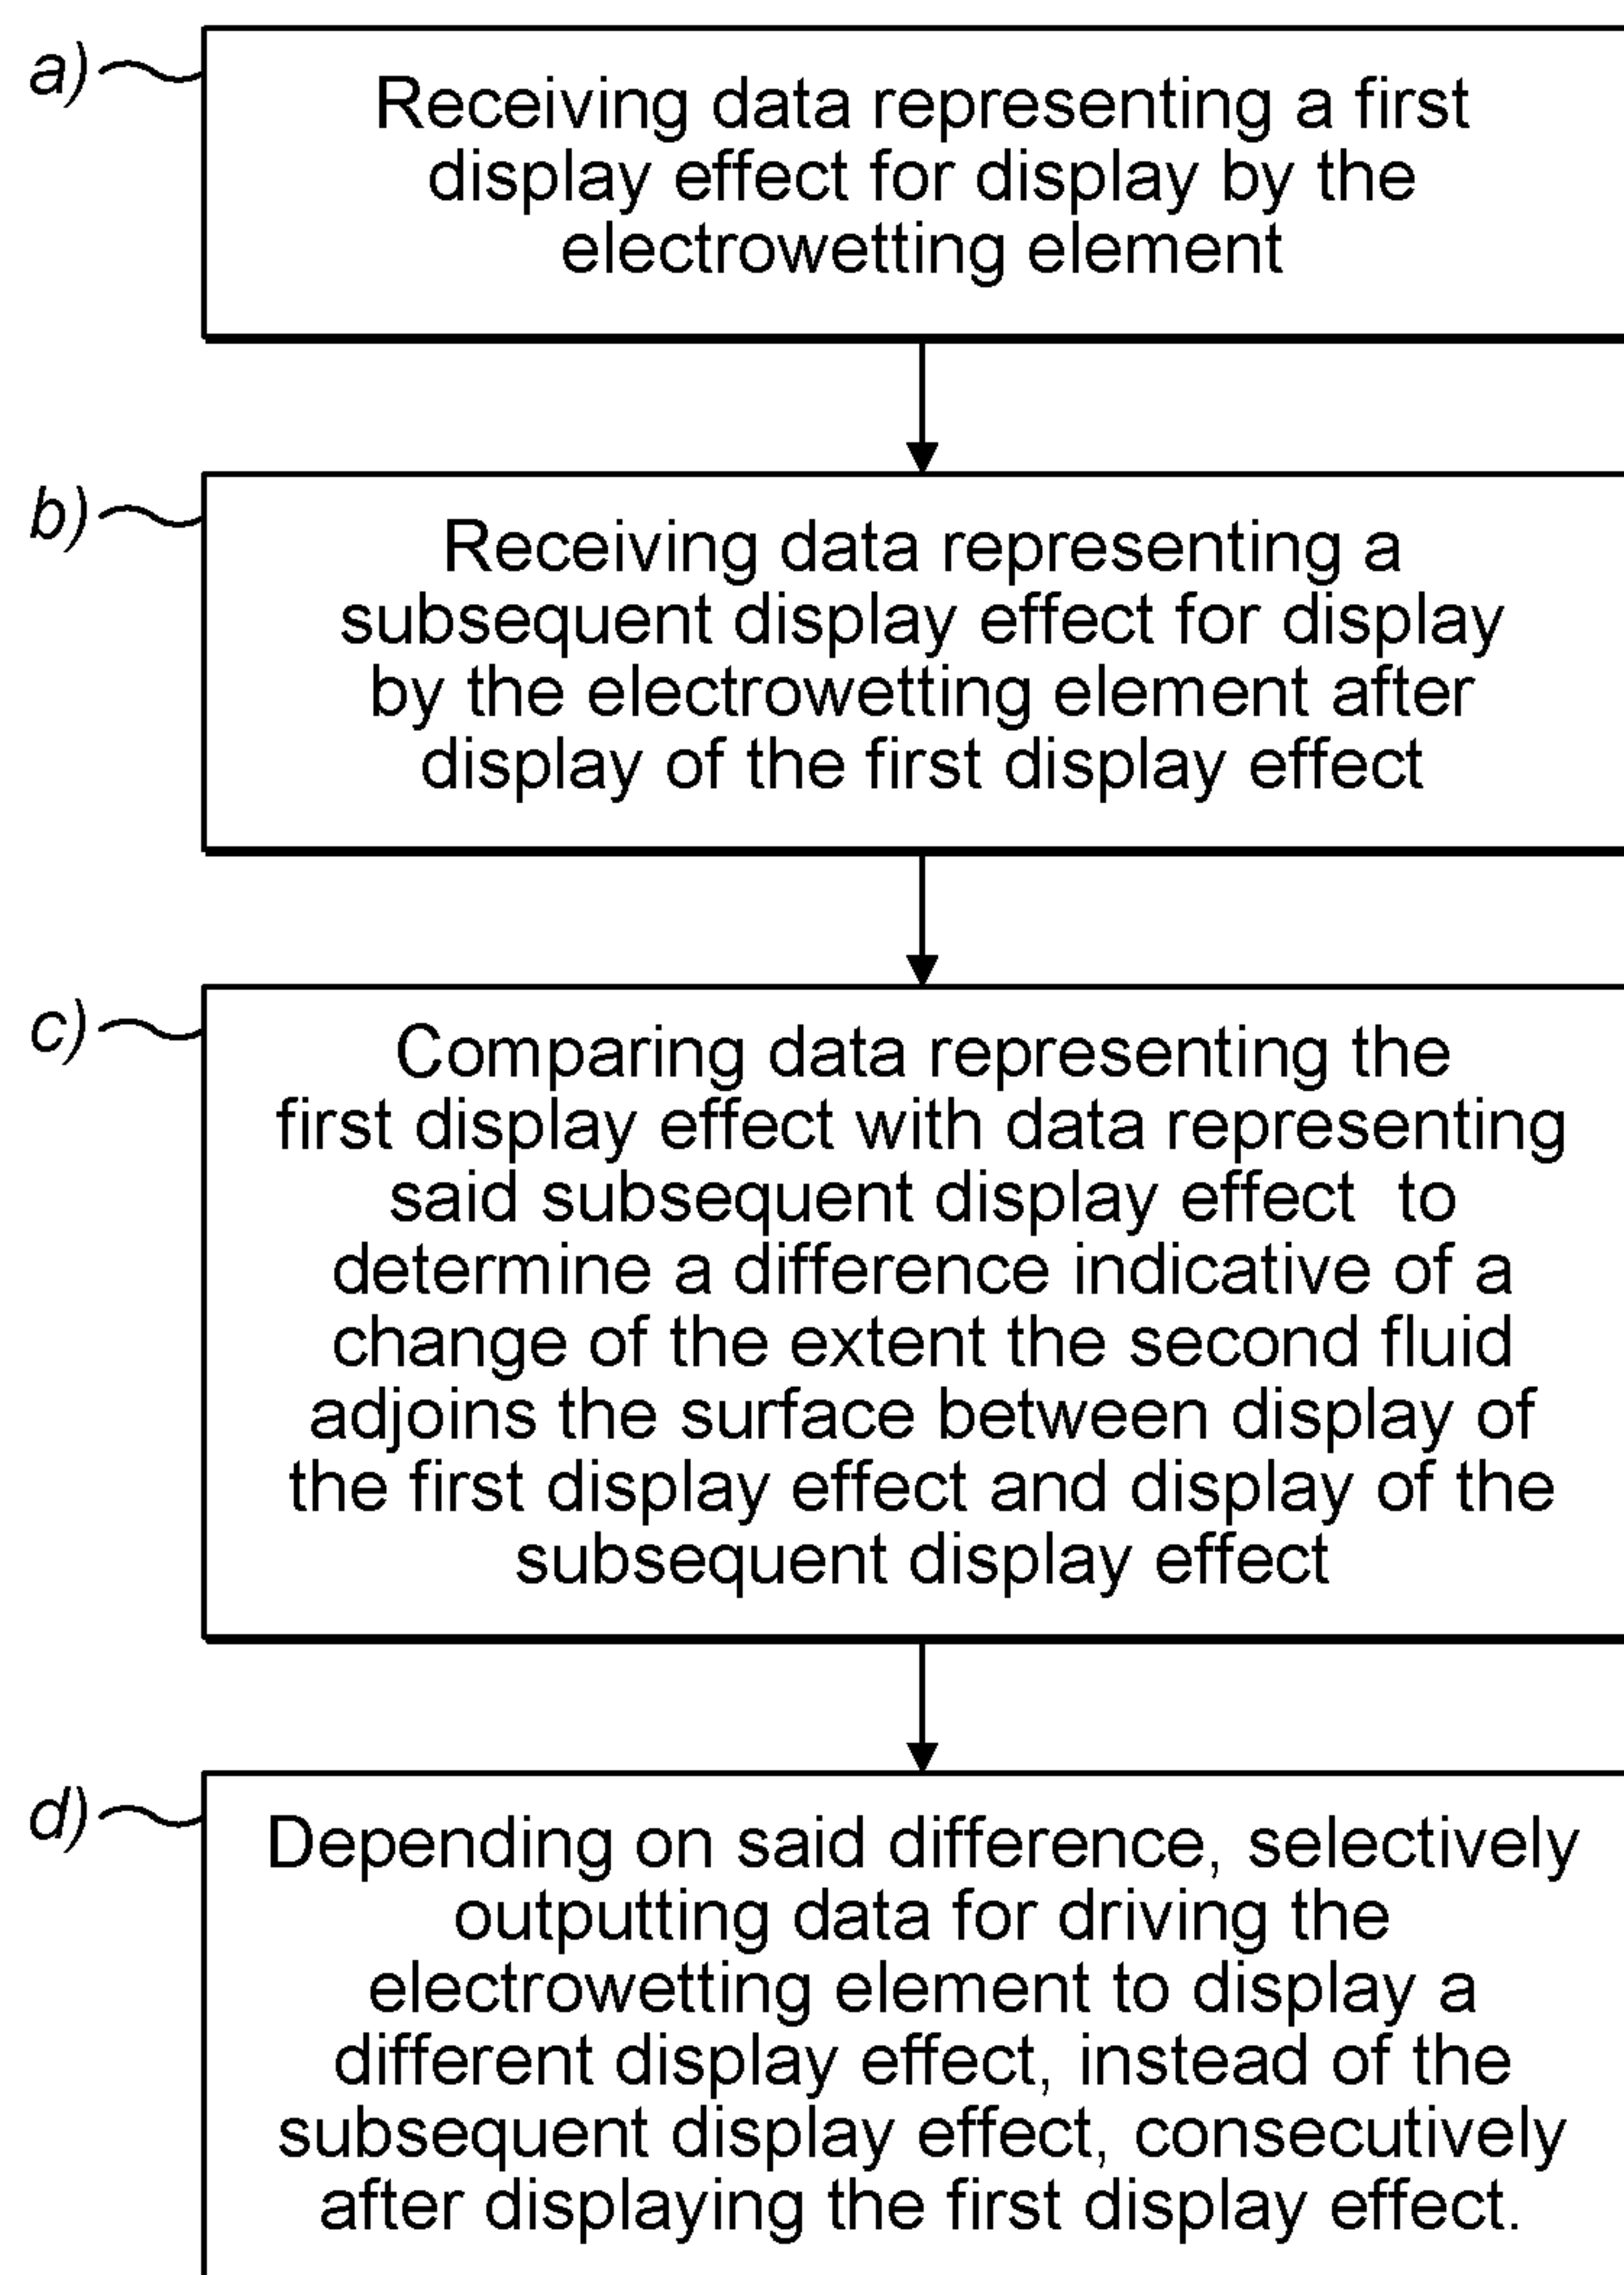 a)
Receiving data representing a first
display effect for display by the
electrowetting element
b)
Receiving data representing a
subsequent display effect for display
by the electrowetting element after
display of the first display effect
c)
Comparing data representing the
first display effect with data representing
said subsequent display effect to
determine a difference indicative of a
change of the extent the second fluid
adjoins the surface between display of
the first display effect and display of the
subsequent display effect
d)
Depending on said difference, selectively
outputting data for driving the
electrowetting element to display a
different display effect, instead of the
subsequent display effect, consecutively
after displaying the first display effect.